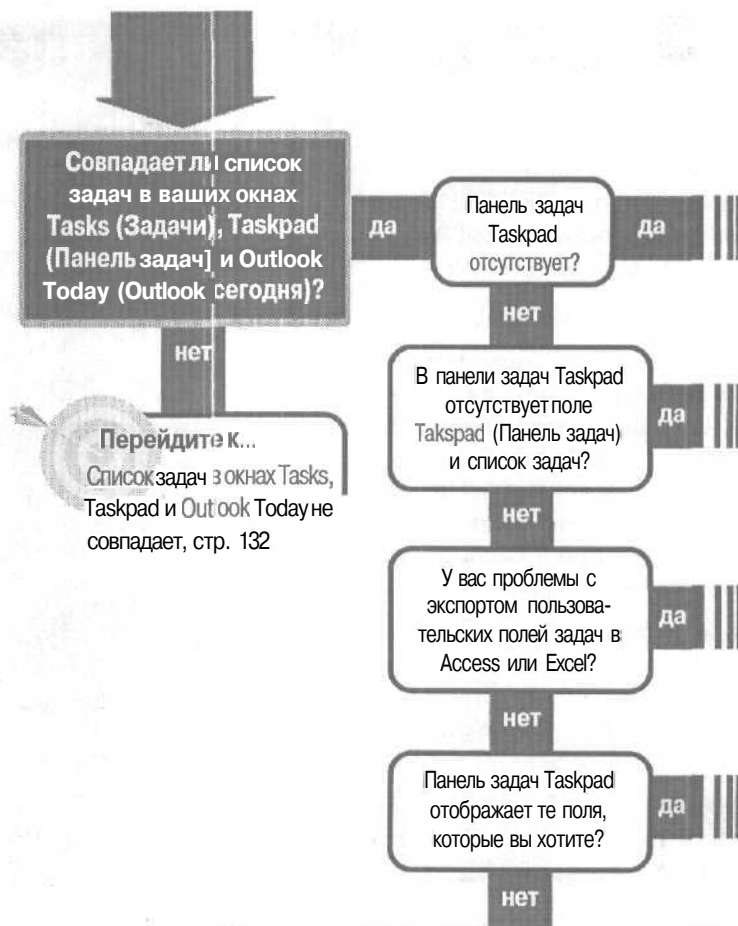 Совпадает ли список
задач в ваших окнах
Tasks (Задачи), Taskpad
(Панель задач] и Outlook
Today (Outlook сегодня)?
да
Панель задач
Taskpad
отсутствует?
да
нет
нет
Перейдите к...
Список задач в окнах Tasks,
Taskpad и Outlook Today не
совпадает, стр. 132
В панели задач Taskpad
отсутствует поле
Takspad (Панель задач)
и список задач?
да
нет
У вас проблемы с
экспортом пользова-
тельских полей задач в
Access или Excel?
да
нет
Панель задач Taskpad
отображает те поля,
которые вы хотите?
да
нет